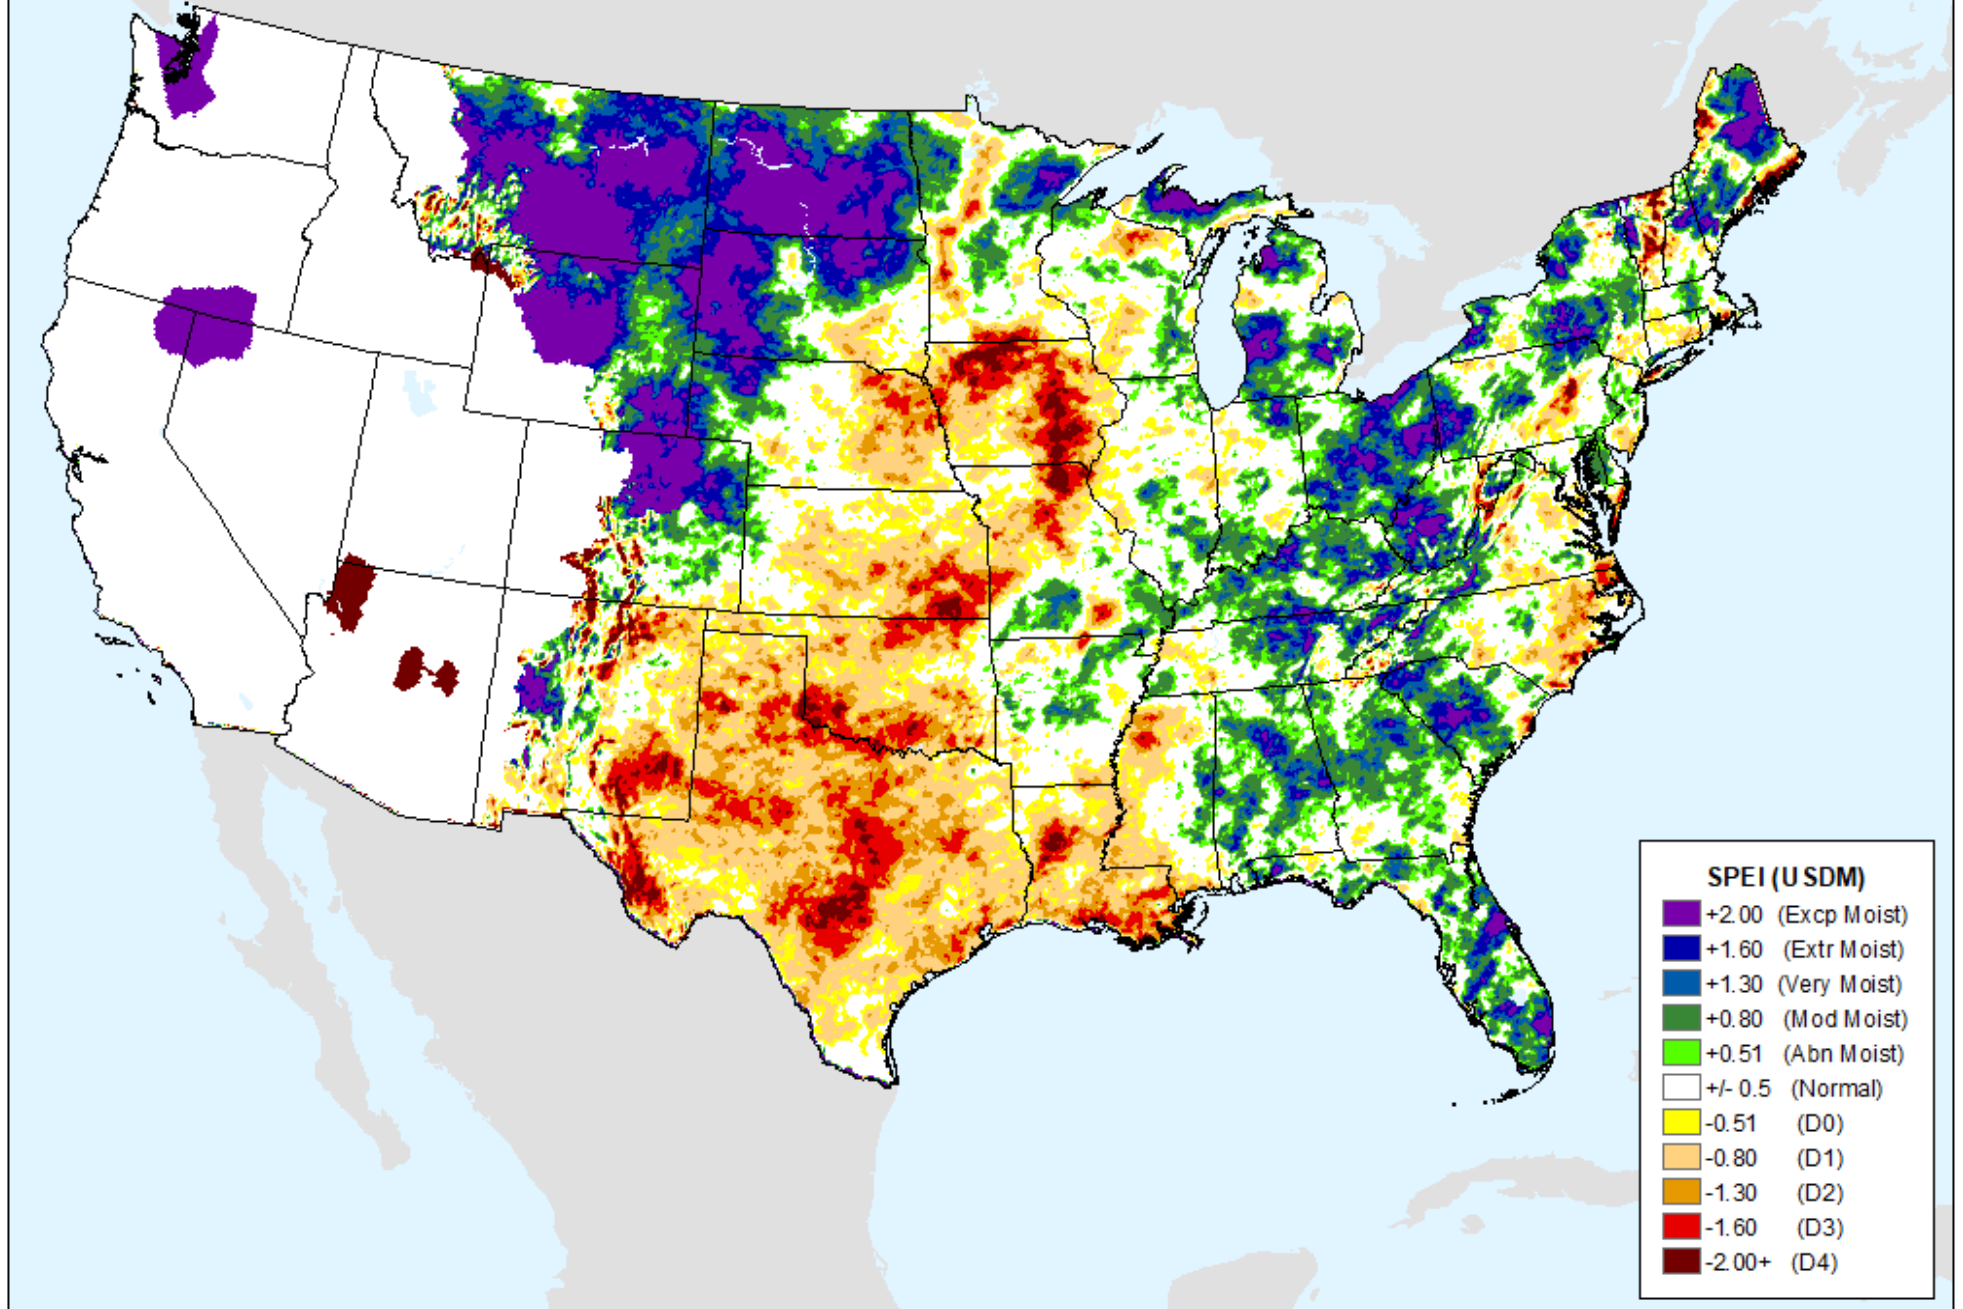 SPEI (USDM)
+2.00 (Excp Moist)
+1.60 (Extr Moist)
+1.30 (Very Moist)
+0.80 (Mod Moist)
+0.51 (Abn Moist)
+/- 0.5 (Normal)
-0.51 (D0)
-0.80 (D1)
-1.30 (D2)
-1.60 (D3)
-2.00+ (D4)